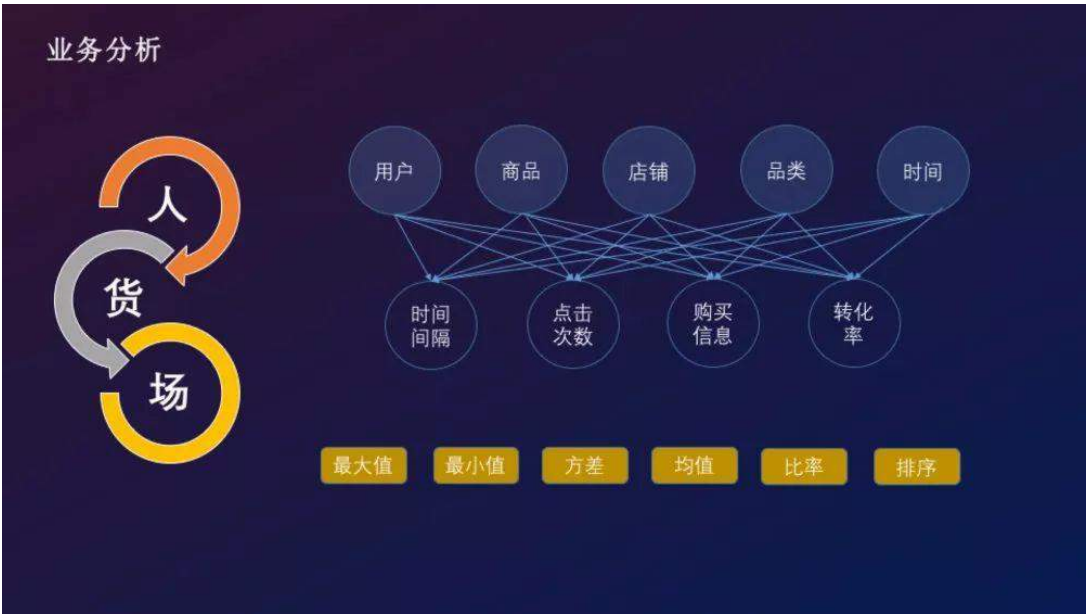 业务分析
人
货
场
用户
商品
店铺
品类
时间
时间
间隔
点击
次数
购买
信息
转化
率
最大值
最小值
方差
均值
比率
排序